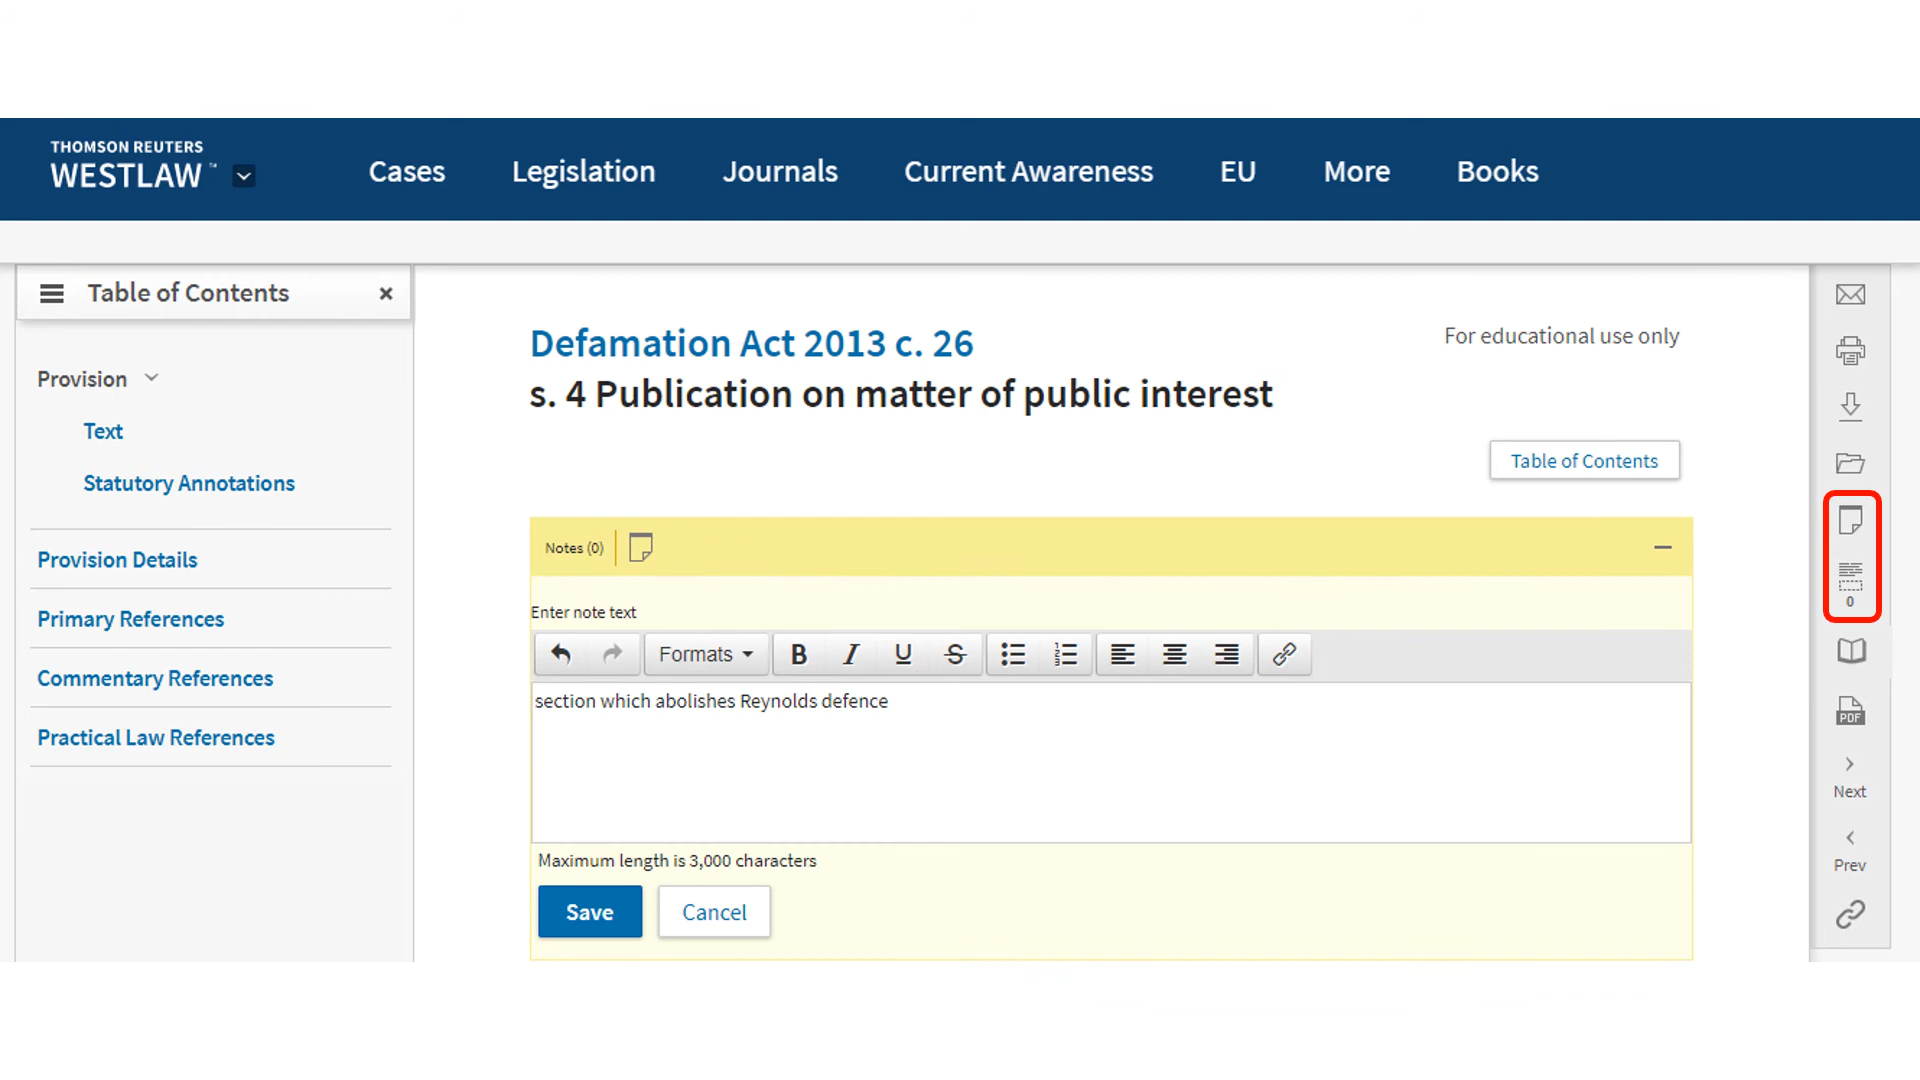 THOMSON REUTERS
WESTLAW™
Cases
Legislation
Journals
Current Awareness
EU
More
Books
Table of Contents
Provision
Text
Statutory Annotations
Provision Details
Primary References
Commentary References
Practical Law References
Defamation Act 2013 c. 26
For educational use only
s. 4 Publication on matter of public interest
Table of Contents
Notes (0)
Enter note text
Formats
B I U S
section which abolishes Reynolds defence
Maximum length is 3,000 characters
Save
Cancel
0
PDF
Next
Prev